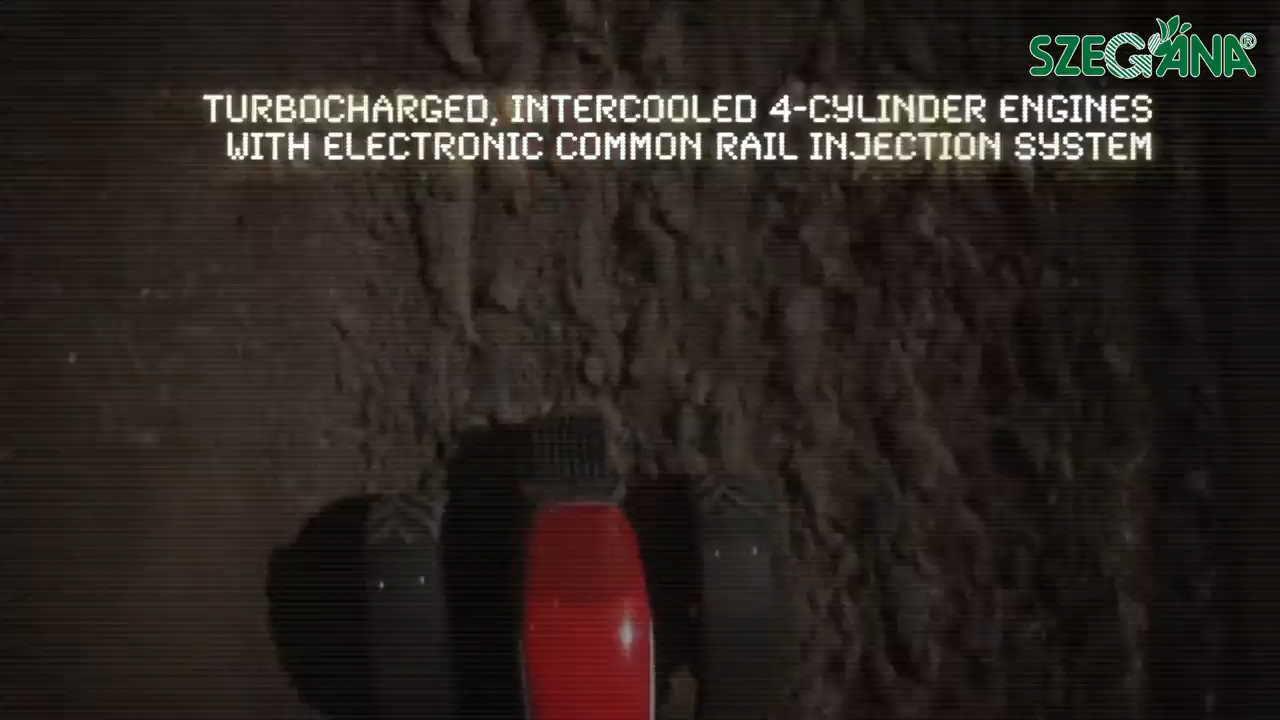 SZEGÁNA®
TURBOCHARGED, INTERCOOLED 4-CYLINDER ENGINES
WITH ELECTRONIC COMMON RAIL INJECTION SYSTEM